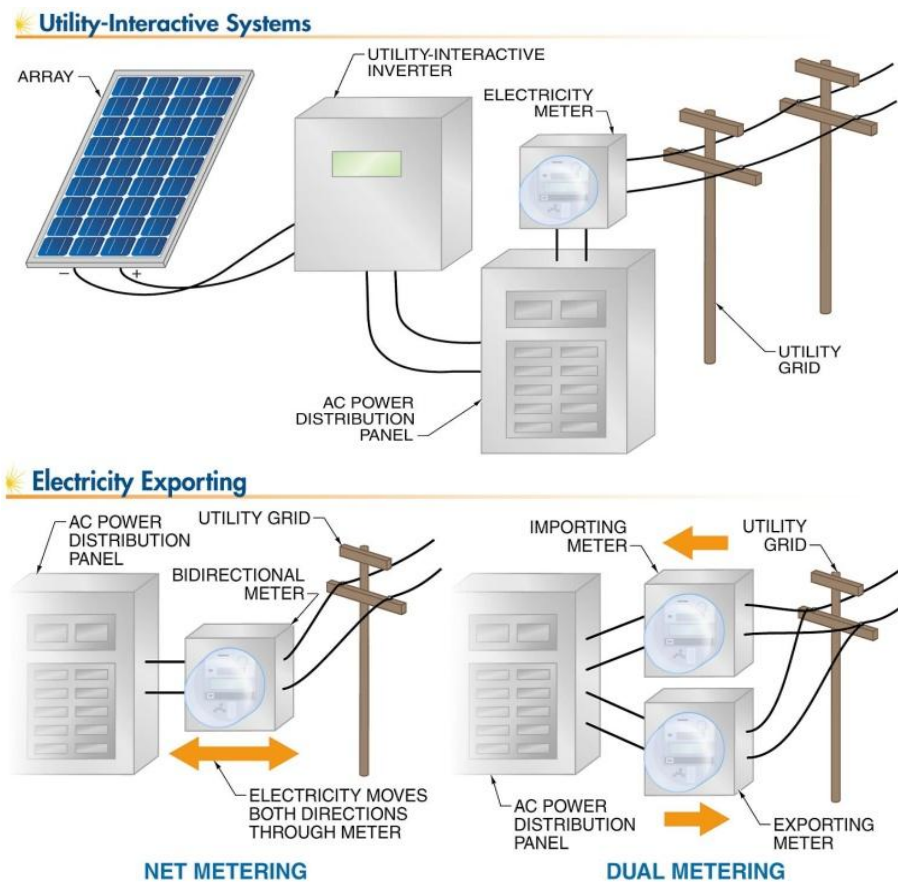 Utility-Interactive Systems
ARRAY
UTILITY-INTERACTIVE
INVERTER
ELECTRICITY
METER
− +
UTILITY
GRID
AC POWER
DISTRIBUTION
PANEL
Electricity Exporting
AC POWER
DISTRIBUTION
PANEL
UTILITY GRID
BIDIRECTIONAL
METER
ELECTRICITY MOVES
BOTH DIRECTIONS
THROUGH METER
NET METERING
IMPORTING
METER
UTILITY
GRID
AC POWER
DISTRIBUTION
PANEL
EXPORTING
METER
DUAL METERING